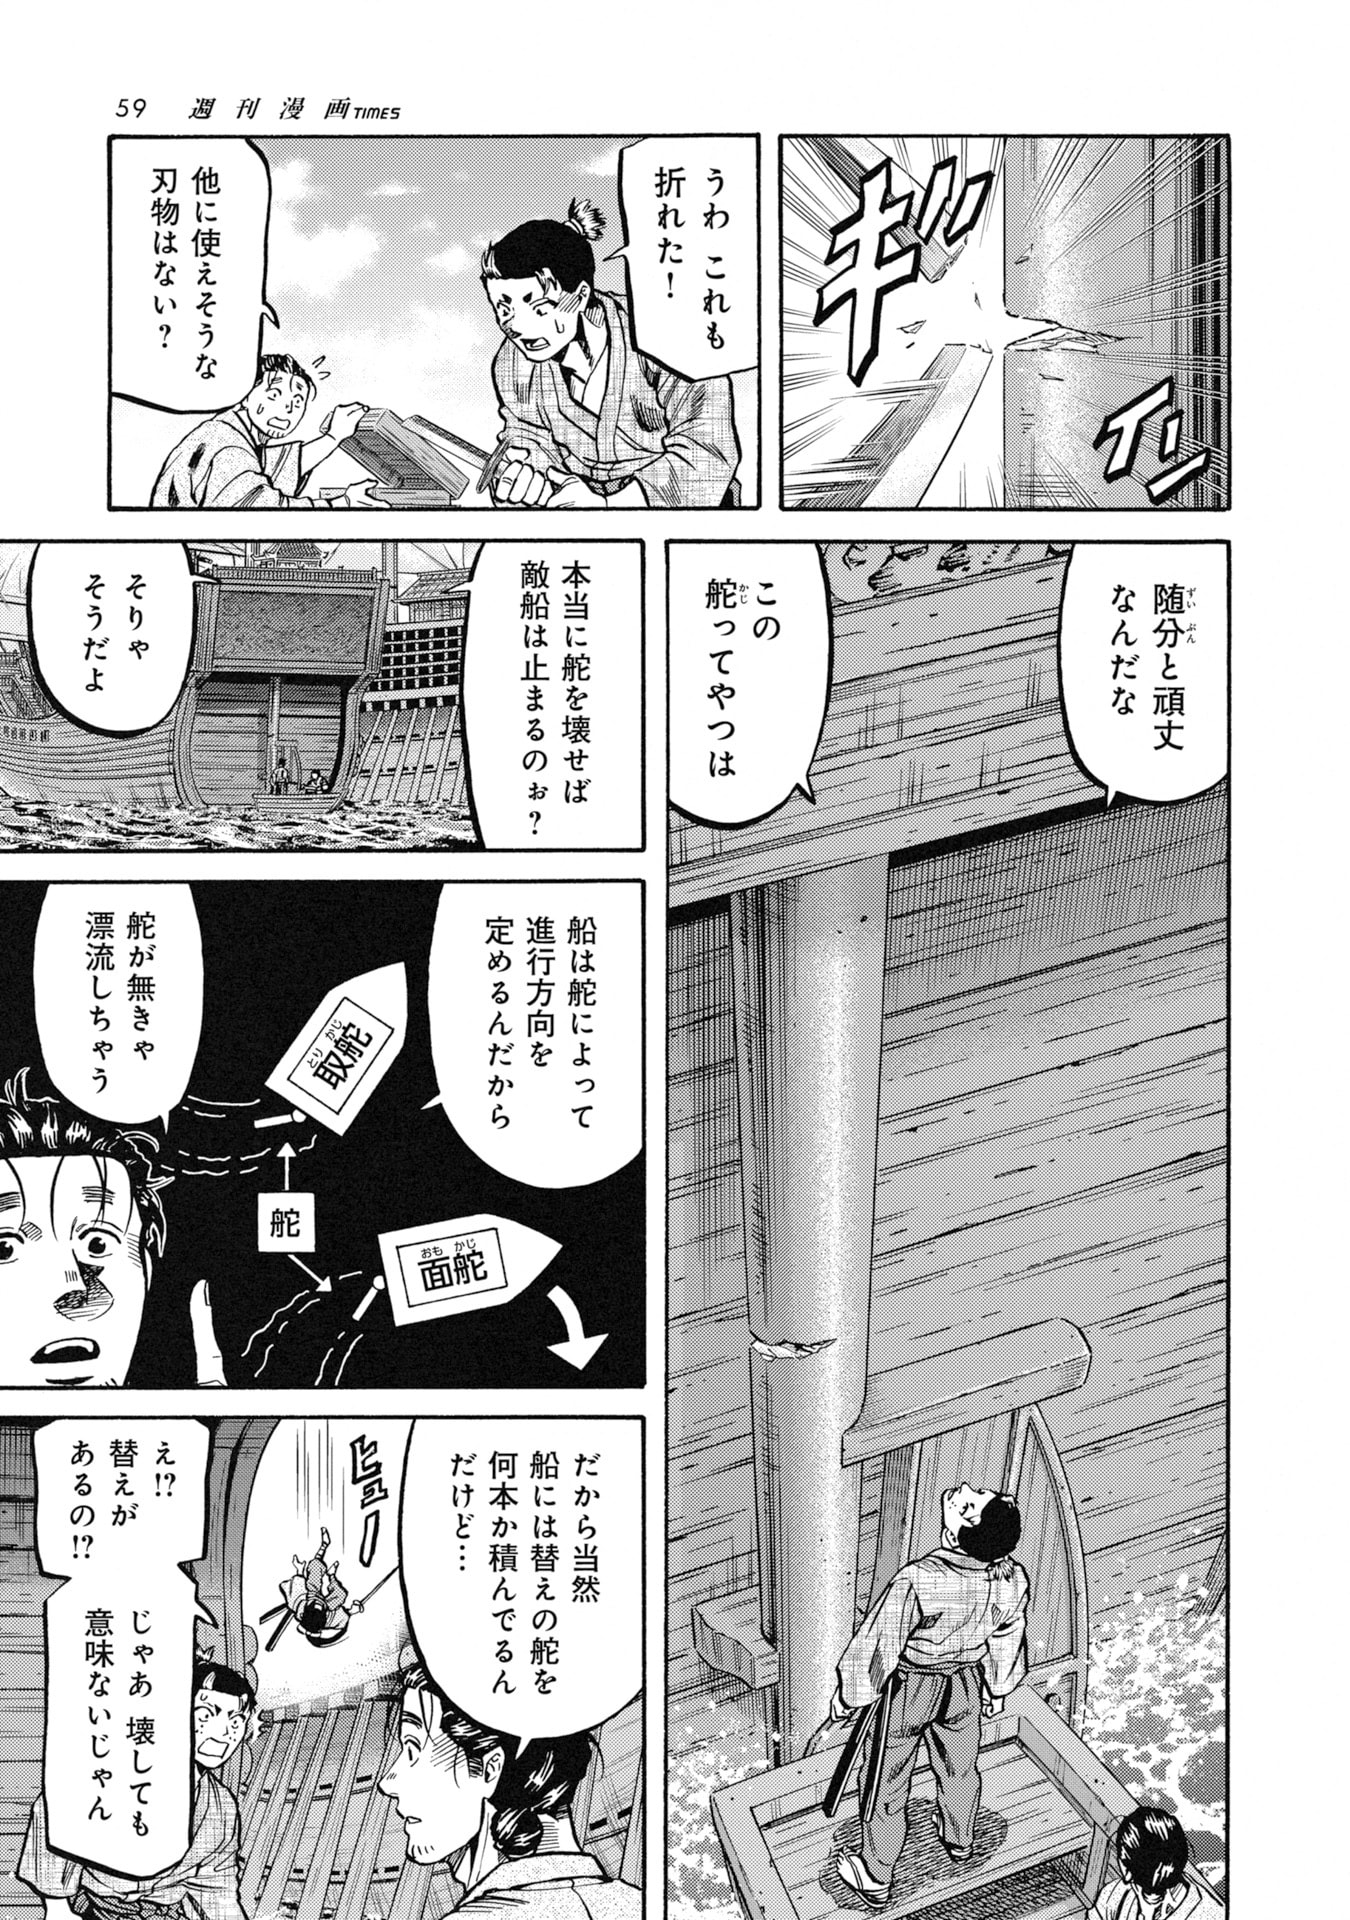 59 週刊漫画TIMES
ギギ
イン
うわ これも
折れた！
他に使えそうな
刃物はない？
随分と頑丈
なんだな
この
舵ってやつは
本当に舵を壊せば
敵船は止まるのぉ？
そりゃ
そうだよ
船は舵によって
進行方向を
定めるんだから
舵が無きゃ
漂流しちゃう
取舵
舵
面舵
だから当然
船には替えの舵を
何本か積んでるん
だけど…
ヒュー
え!?
替えが
あるの!?
じゃあ 壊しても
意味ないじゃん